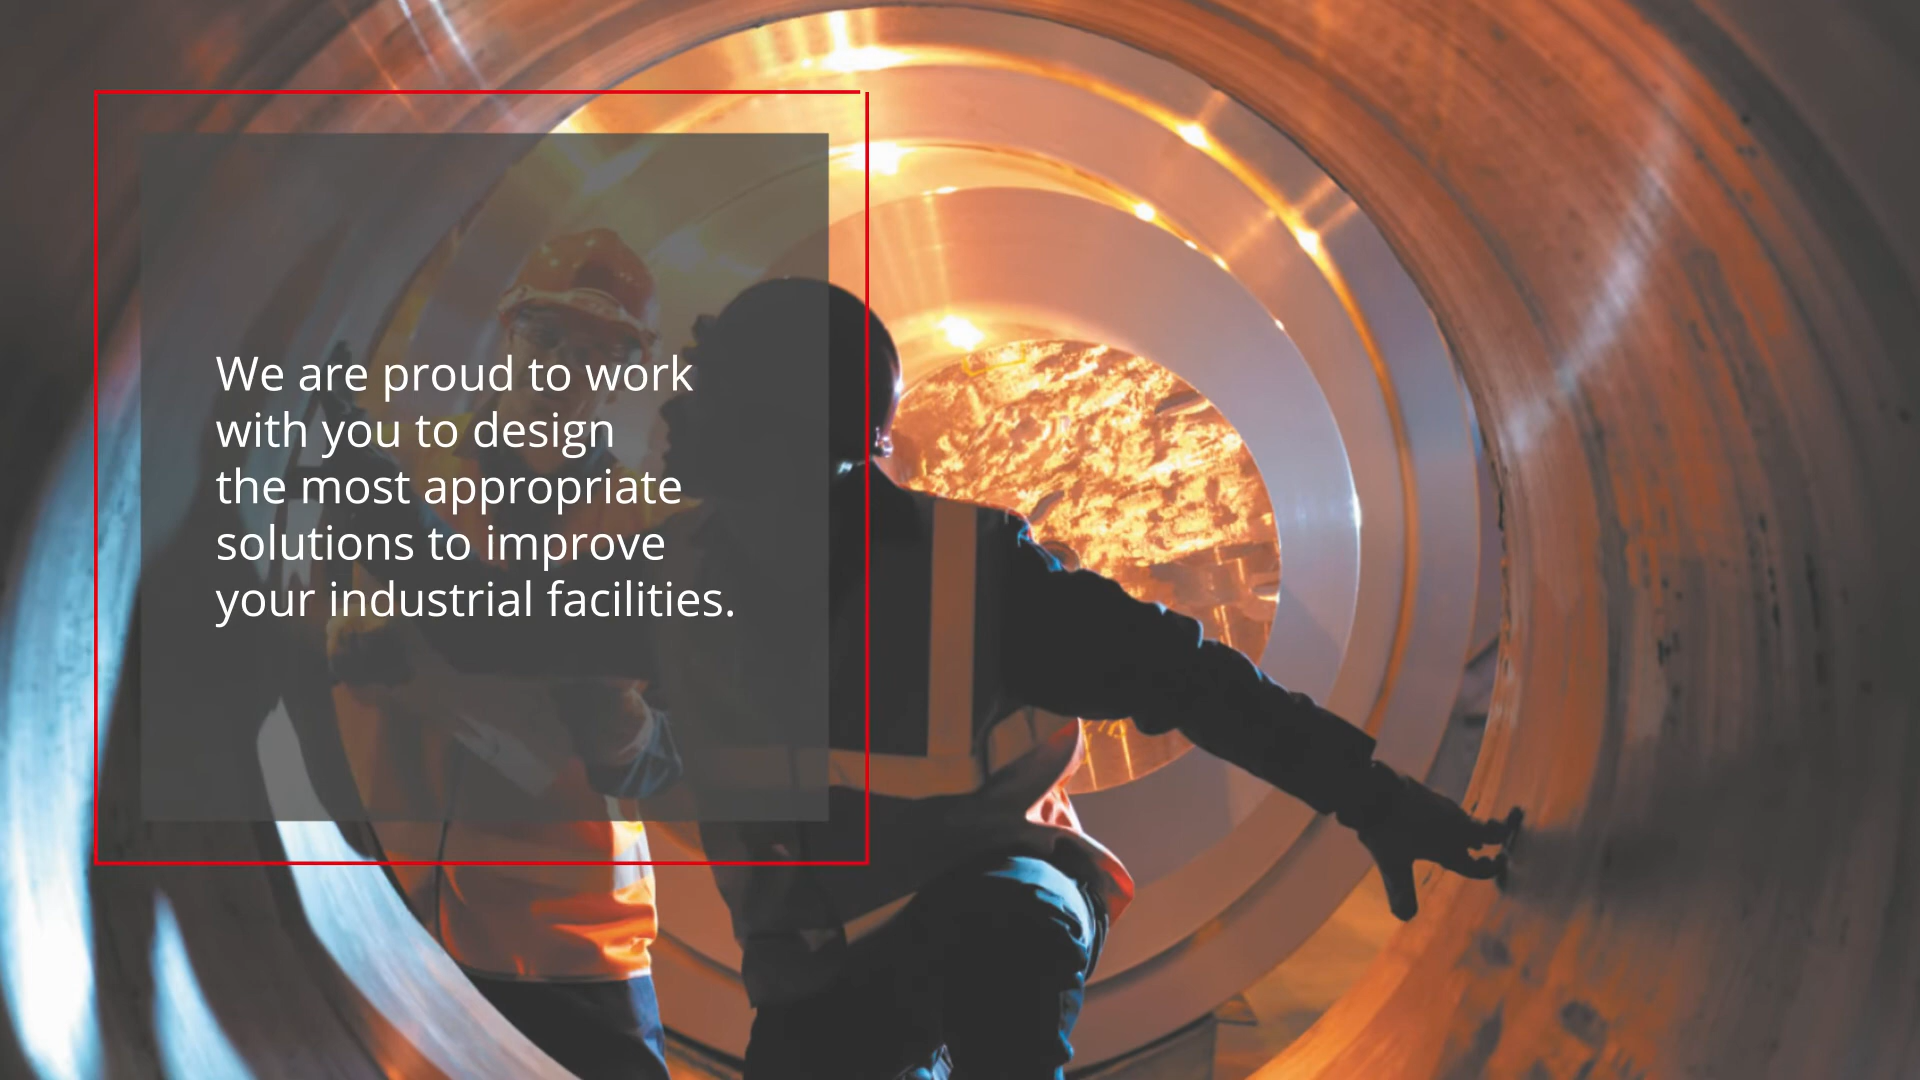 We are proud to work
with you to design
the most appropriate
solutions to improve
your industrial facilities.